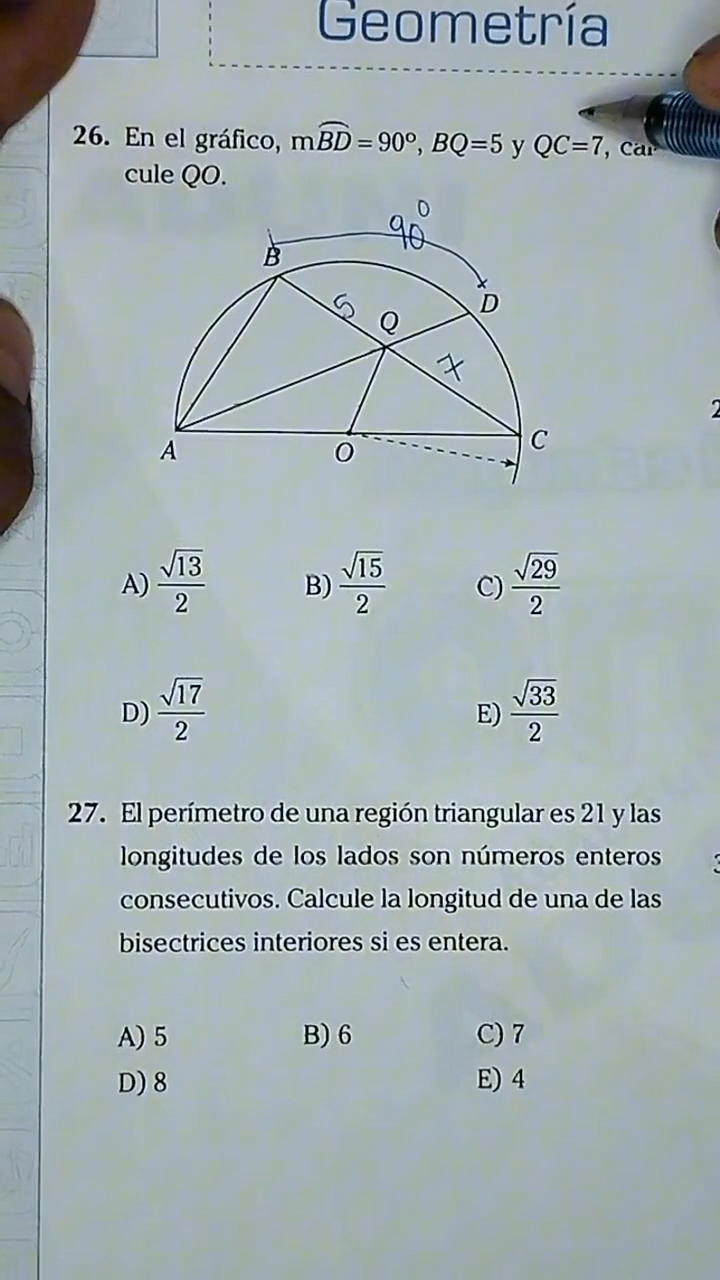 Geometría
26. En el gráfico, mBD = 90º, BQ=5 y QC=7, cal-
cule QO.
90°
B
5
D
Q
7
A
O
C
A) √13/2 B) √15/2 C) √29/2
D) √17/2 E) √33/2
27. El perímetro de una región triangular es 21 y las
longitudes de los lados son números enteros
consecutivos. Calcule la longitud de una de las
bisectrices interiores si es entera.
A) 5 B) 6 C) 7
D) 8 E) 4